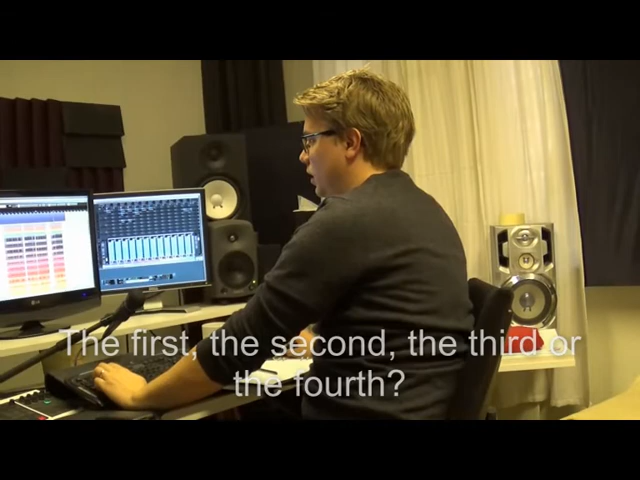 The first, the second, the third or
the fourth?